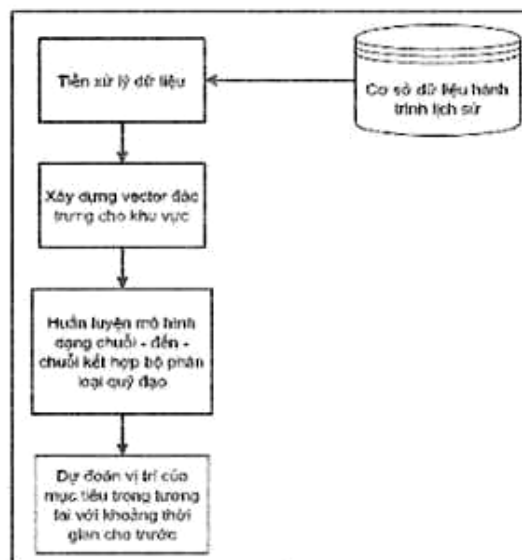 Tiền xử lý dữ liệu
Cơ sở dữ liệu hành
trình lịch sử
Xây dựng vector đặc
trưng cho khu vực
Huấn luyện mô hình
dạng chuỗi - đến -
chuỗi kết hợp bộ phân
loại quỹ đạo
Dự đoán vị trí của
mục tiêu trong tương
lai với khoảng thời
gian cho trước